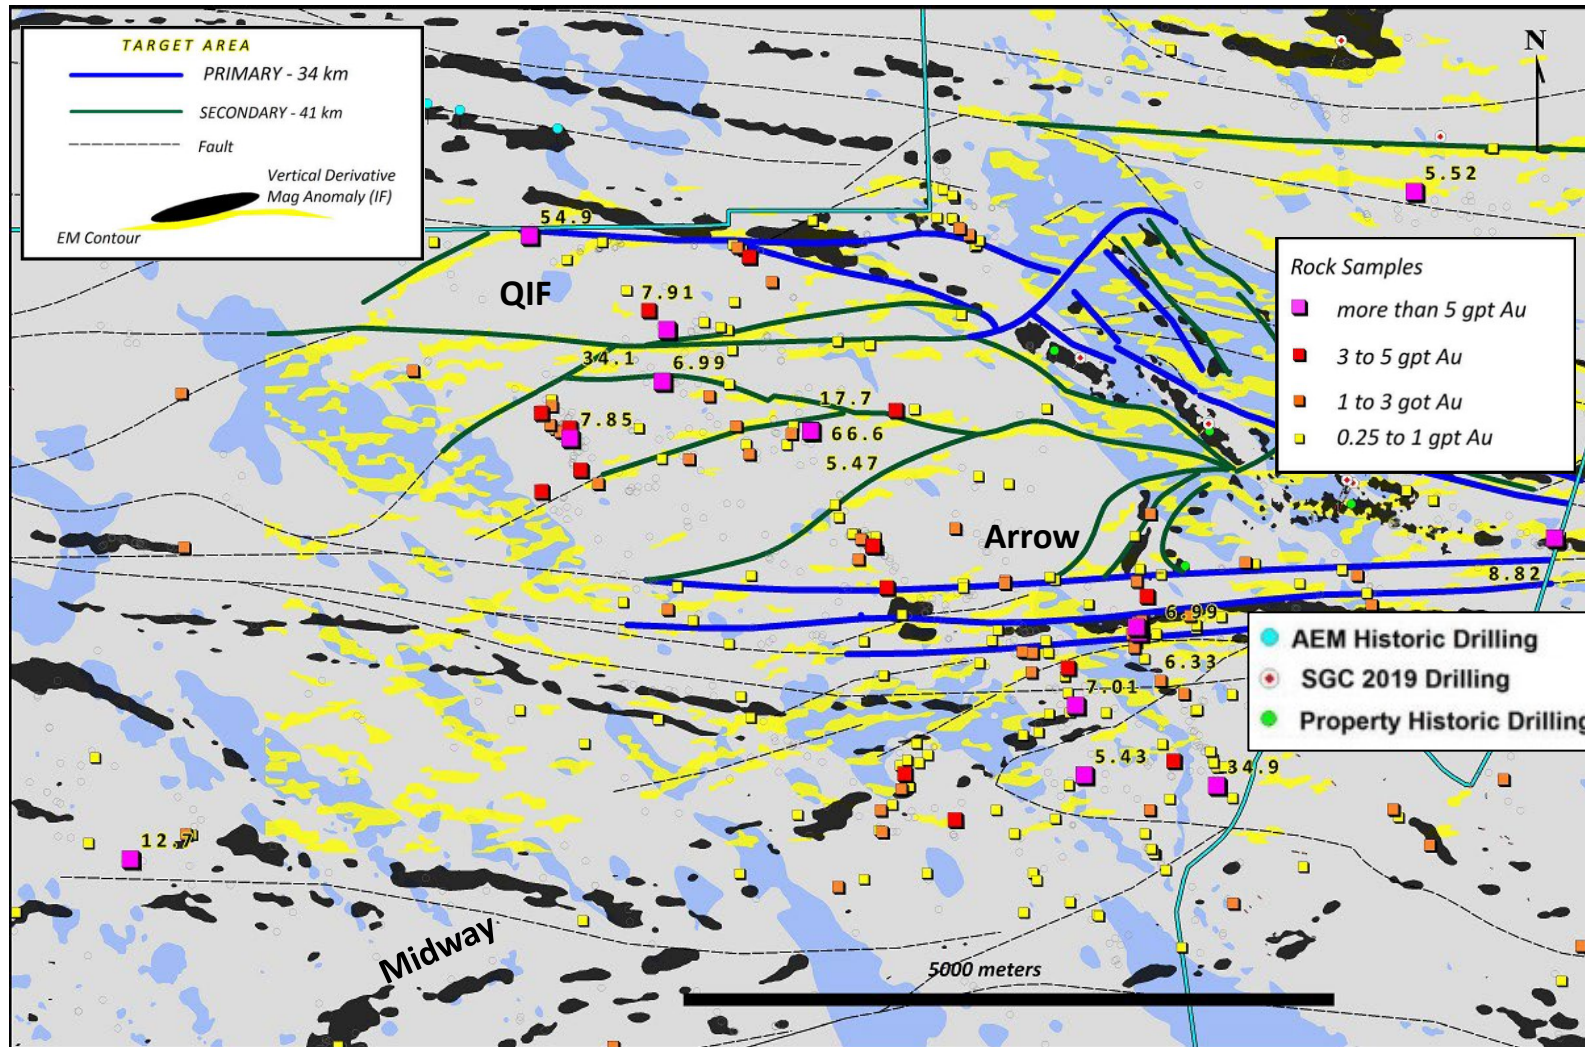 TARGET AREA
PRIMARY - 34 km
SECONDARY - 41 km
Fault
Vertical Derivative
Mag Anomaly (IF)
EM Contour
N
5.52
54.9
Rock Samples
more than 5 gpt Au
3 to 5 gpt Au
1 to 3 got Au
0.25 to 1 gpt Au
QIF
7.91
34.1
6.99
17.7
7.85
66.6
5.47
Arrow
8.82
6.99
6.33
AEM Historic Drilling
SGC 2019 Drilling
Property Historic Drilling
7.01
5.43
34.9
12.7
Midway
5000 meters